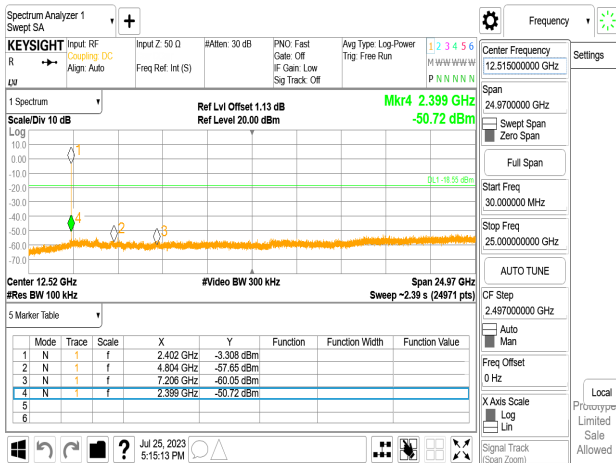 Spectrum Analyzer 1
Swept SA
Frequency
KEYSIGHT
Input: RF
Input Z: 50 Ω
#Atten: 30 dB
PNO: Fast
Avg Type: Log-Power
1 2 3 4 5 6
R
Coupling: DC
Gate: Off
Trig: Free Run
Align: Auto
Freq Ref: Int (S)
IF Gain: Low
M W W W W W
Sig Track: Off
P N N N N N
LXI
1 Spectrum
Ref Lvl Offset 1.13 dB
Mkr4 2.399 GHz
Scale/Div 10 dB
Ref Level 20.00 dBm
-50.72 dBm
Log
10.0
0.00
-10.0
-20.0
-30.0
-40.0
-50.0
-60.0
-70.0
1
2
3
4
DL1 -18.55 dBm
Center 12.52 GHz
#Video BW 300 kHz
Span 24.97 GHz
#Res BW 100 kHz
Sweep ~2.39 s (24971 pts)
5 Marker Table
Mode Trace Scale X Y Function Function Width Function Value
1 N 1 f 2.402 GHz -3.308 dBm
2 N 1 f 4.804 GHz -57.65 dBm
3 N 1 f 7.206 GHz -60.05 dBm
4 N 1 f 2.399 GHz -50.72 dBm
5
6
Jul 25, 2023
5:15:13 PM
?
Center Frequency
12.515000000 GHz
Settings
Span
24.9700000 GHz
Swept Span
Zero Span
Full Span
Start Freq
30.000000 MHz
Stop Freq
25.000000000 GHz
AUTO TUNE
CF Step
2.497000000 GHz
Auto
Man
Freq Offset
0 Hz
X Axis Scale
Log
Lin
Signal Track
(Span Zoom)
Local
Prototype
Limited
Sale
Allowed